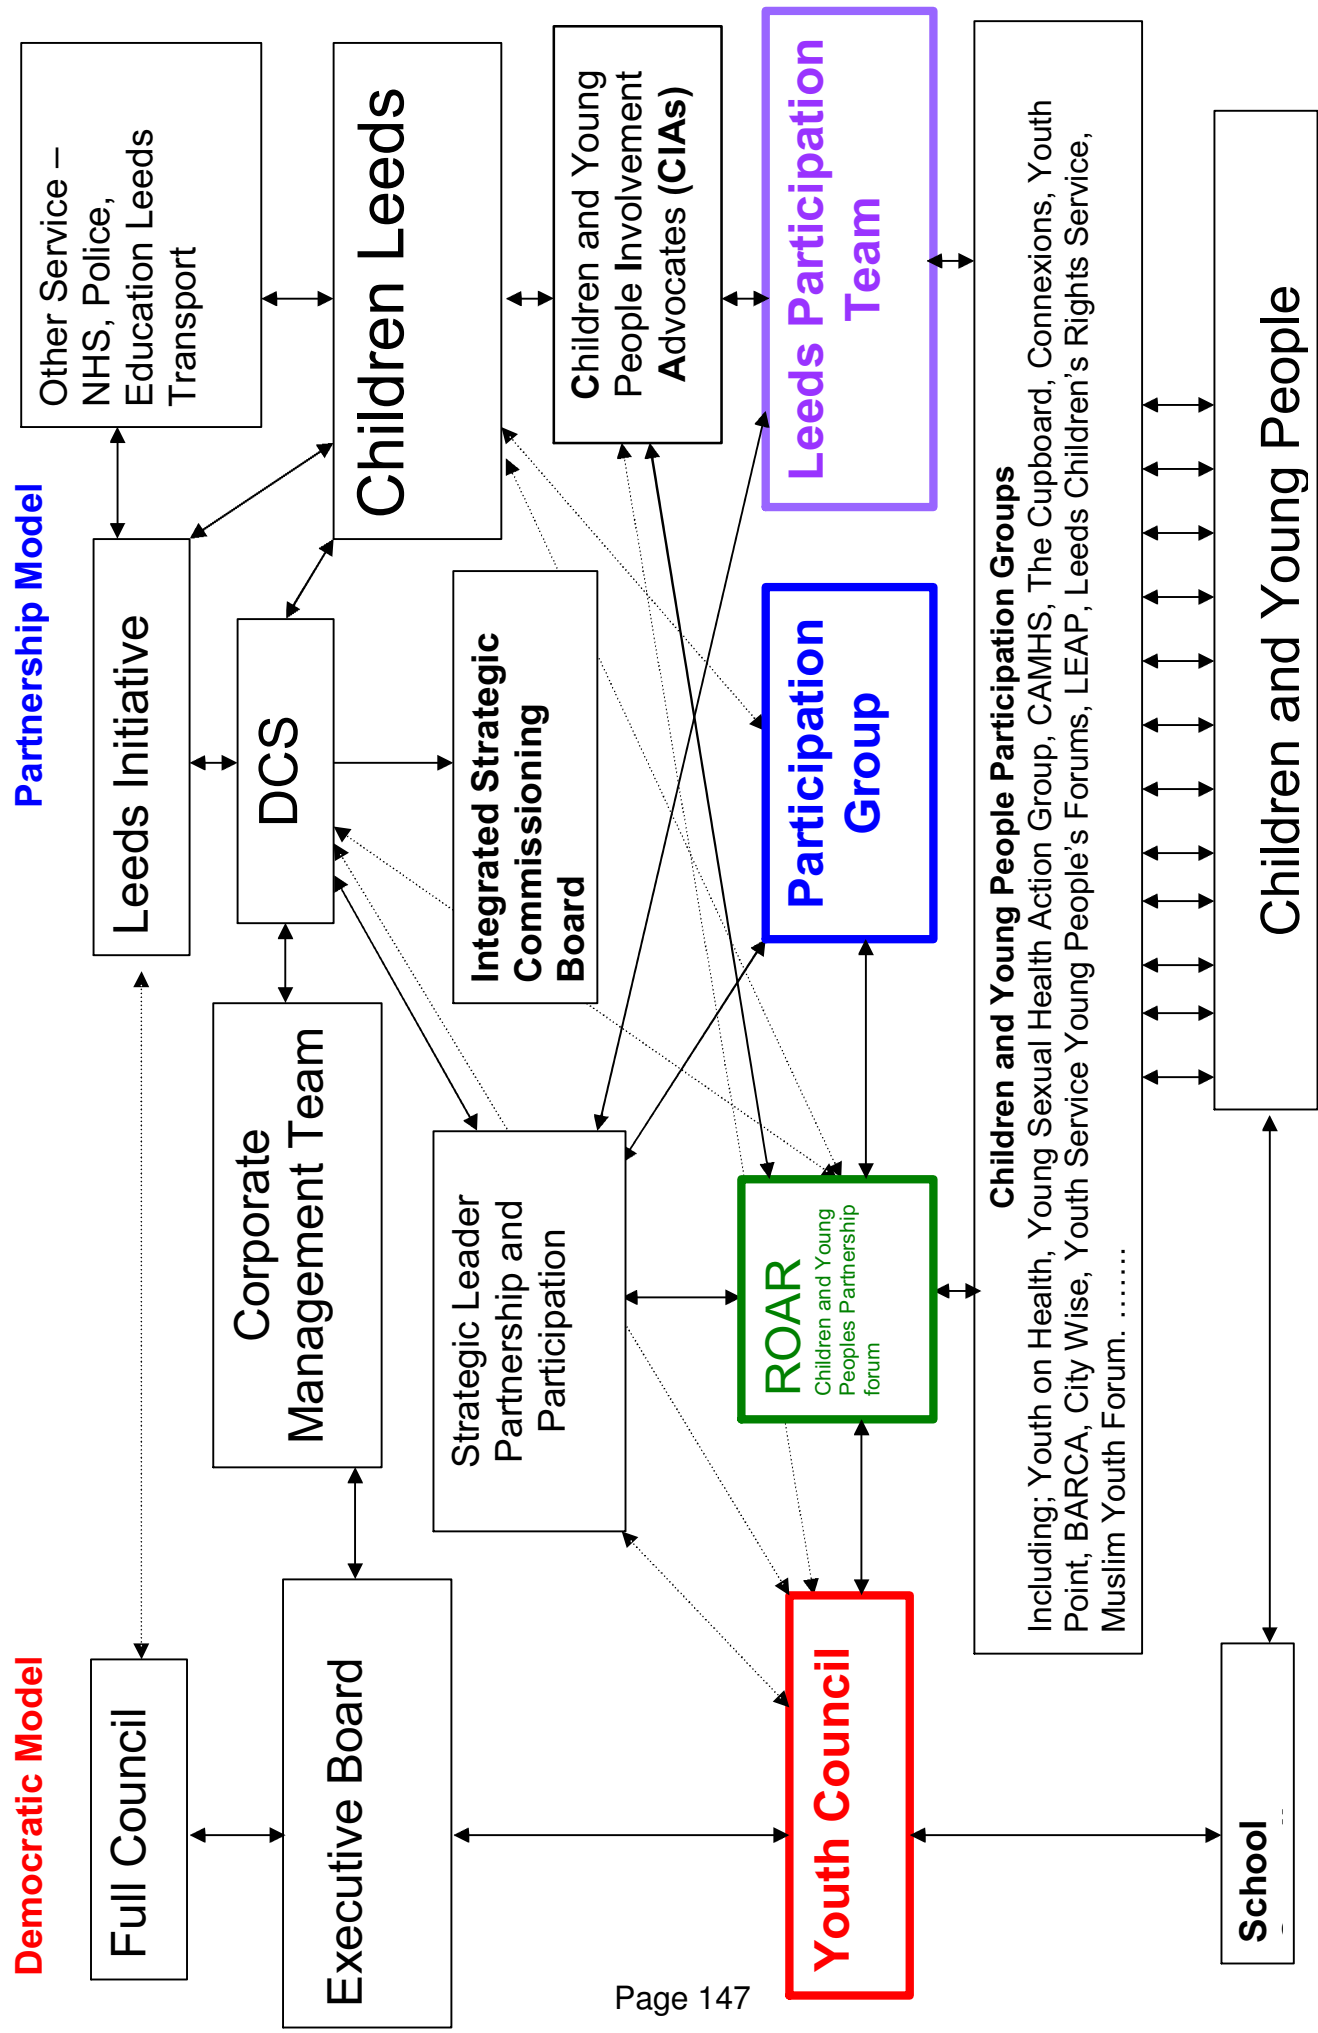 Democratic Model
Partnership Model
Full Council
Leeds Initiative
Other Service –
NHS, Police,
Education Leeds
Transport
Executive Board
Corporate
Management Team
DCS
Children Leeds
Strategic Leader
Partnership and
Participation
Integrated Strategic
Commissioning
Board
Children and Young
People Involvement
Advocates (CIAs)
Youth Council
ROAR
Children and Young
Peoples Partnership
forum
Participation
Group
Leeds Participation
Team
Children and Young People Participation Groups
Including; Youth on Health, Young Sexual Health Action Group, CAMHS, The Cupboard, Connexions, Youth
Point, BARCA, City Wise, Youth Service Young People's Forums, LEAP, Leeds Children's Rights Service,
Muslim Youth Forum. …….
School
Children and Young People
Page 147